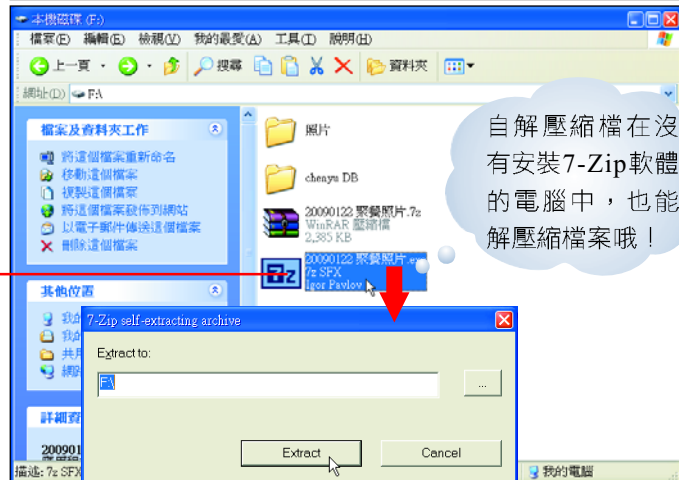 本機磁碟 (F:)
檔案(F) 編輯(E) 檢視(V) 我的最愛(A) 工具(T) 說明(H)
上一頁 搜尋 資料夾
網址(D) F:\
檔案及資料夾工作
將這個檔案重新命名
移動這個檔案
複製這個檔案
將這個檔案發佈到網站
以電子郵件傳送這個檔案
刪除這個檔案
其他位置
照片
chenyu DB
20090122 聚餐照片.7z
WinRAR 壓縮檔
2,385 KB
20090122 聚餐照片.ex
7z SFX
Igor Pavlov
自解壓縮檔在沒
有安裝7-Zip軟體
的電腦中，也能
解壓縮檔案哦！
7-Zip self-extracting archive
Extract to:
F:\
...
Extract
Cancel
描述: 7z SFX
我的電腦